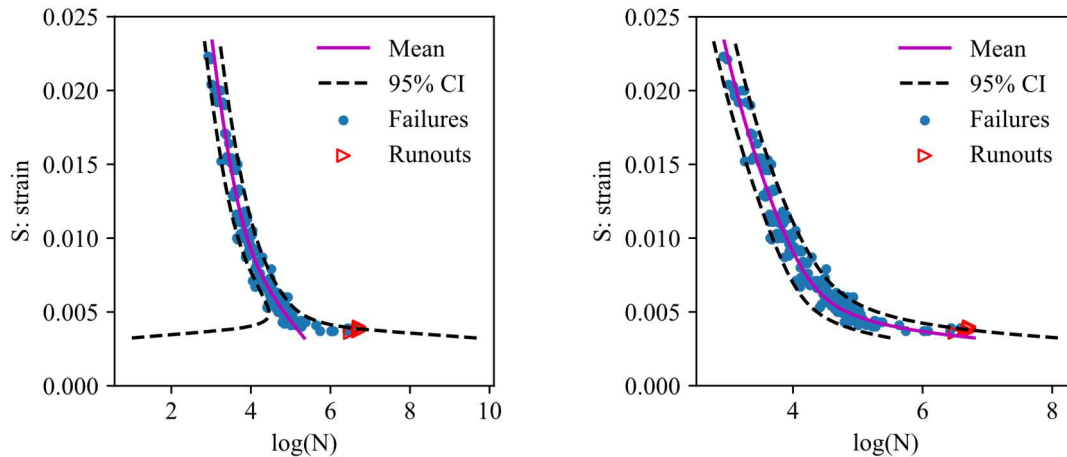 0.025
0.020
0.015
0.010
0.005
0.000
S: strain
2 4 6 8 10
log(N)
Mean
95% CI
Failures
Runouts
0.025
0.020
0.015
0.010
0.005
0.000
S: strain
4 6 8
log(N)
Mean
95% CI
Failures
Runouts